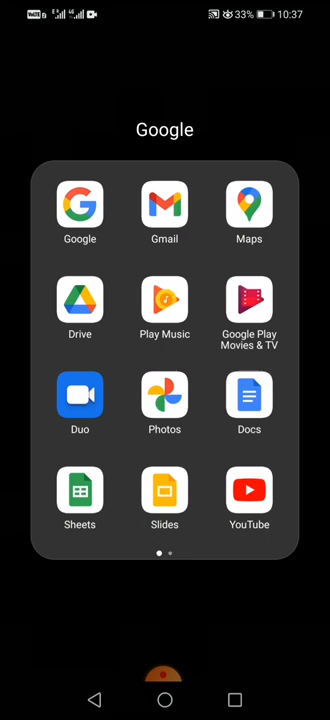 33% 10:37
Google
Google Gmail Maps
Drive Play Music Google Play
Movies & TV
Duo Photos Docs
Sheets Slides YouTube